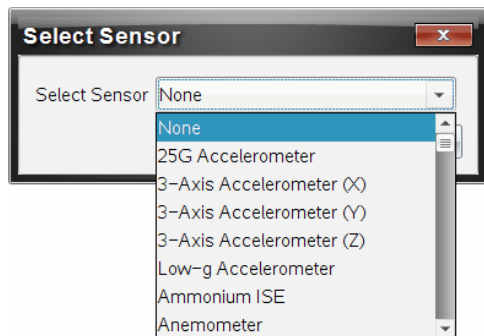 Select Sensor
x
Select Sensor None
None
25G Accelerometer
3-Axis Accelerometer (X)
3-Axis Accelerometer (Y)
3-Axis Accelerometer (Z)
Low-g Accelerometer
Ammonium ISE
Anemometer